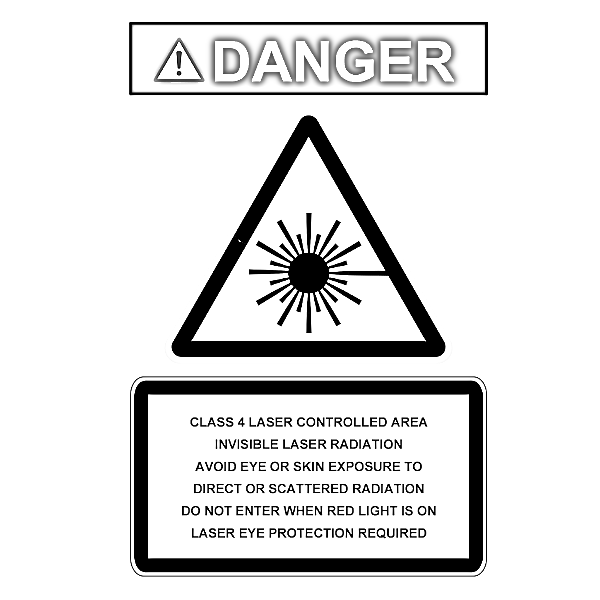 DANGER
CLASS 4 LASER CONTROLLED AREA
INVISIBLE LASER RADIATION
AVOID EYE OR SKIN EXPOSURE TO
DIRECT OR SCATTERED RADIATION
DO NOT ENTER WHEN RED LIGHT IS ON
LASER EYE PROTECTION REQUIRED